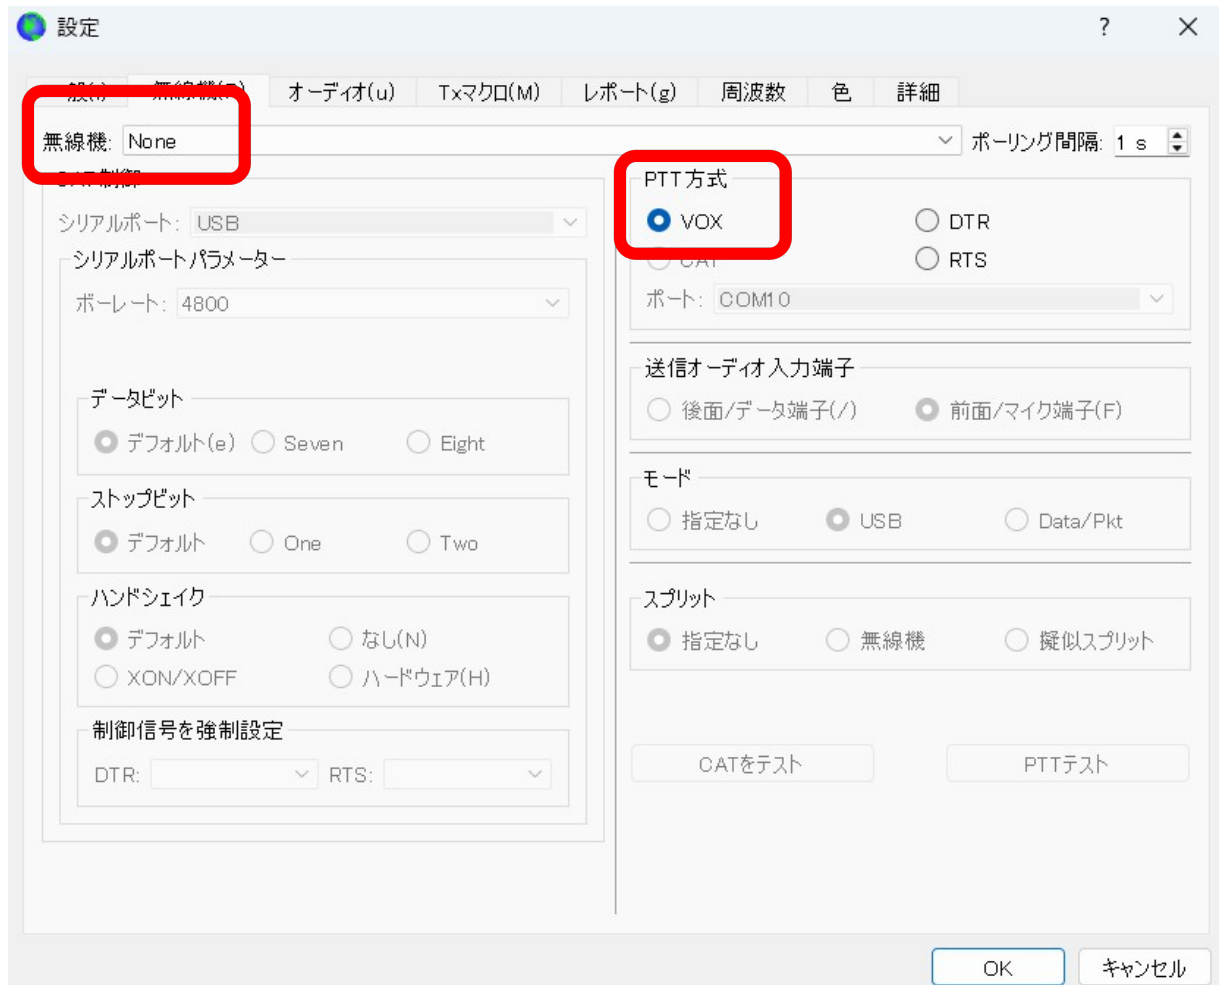 設定
?
オーディオ(u) Txマクロ(M) レポート(g) 周波数 色 詳細
無線機: None ポーリング間隔: 1 s
PTT方式
VOX DTR
RTS
ポート: COM10
シリアルポート: USB
シリアルポートパラメーター
ボーレート: 4800
送信オーディオ入力端子
後面/データ端子(/) 前面/マイク端子(F)
データビット
デフォルト(e) Seven Eight
モード
指定なし USB Data/Pkt
ストップビット
デフォルト One Two
ハンドシェイク
デフォルト なし(N)
XON/XOFF ハードウェア(H)
スプリット
指定なし 無線機 擬似スプリット
制御信号を強制設定
DTR: RTS:
CATをテスト PTTテスト
OK キャンセル